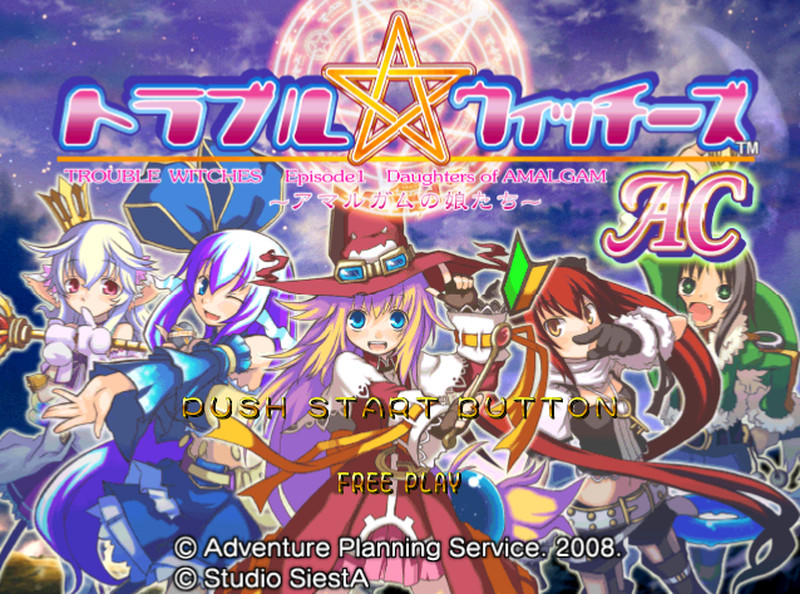 トラブル☆ウィッチーズ TM
TROUBLE WITCHES Episode1 Daughters of AMALGAM
～アマルガムの娘たち～
AC
PUSH START BUTTON
FREE PLAY
© Adventure Planning Service. 2008.
© Studio SiestA